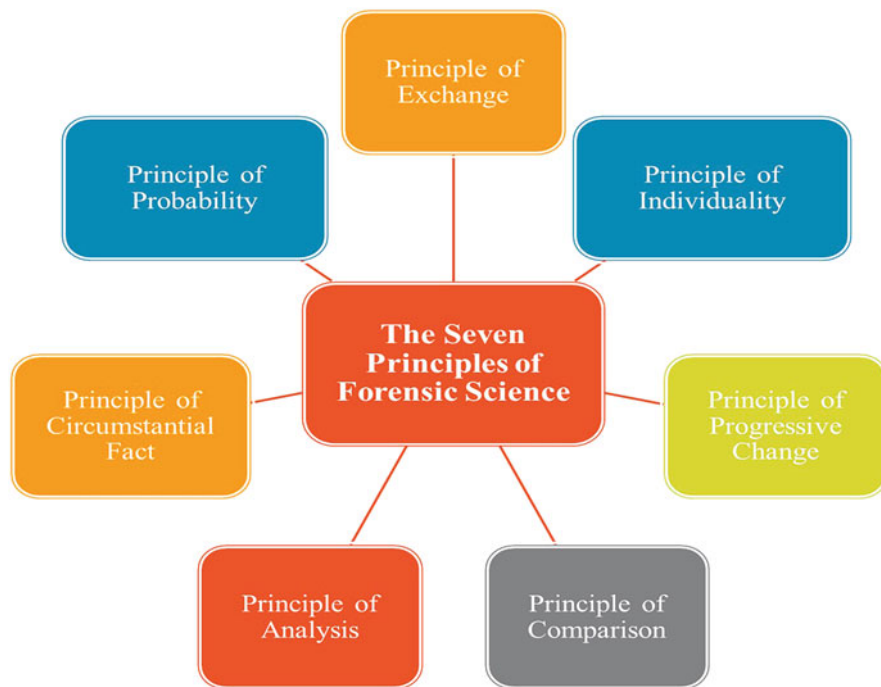 Principle of
Exchange
Principle of
Probability
Principle of
Individuality
The Seven
Principles of
Forensic Science
Principle of
Circumstantial
Fact
Principle of
Progressive
Change
Principle of
Analysis
Principle of
Comparison